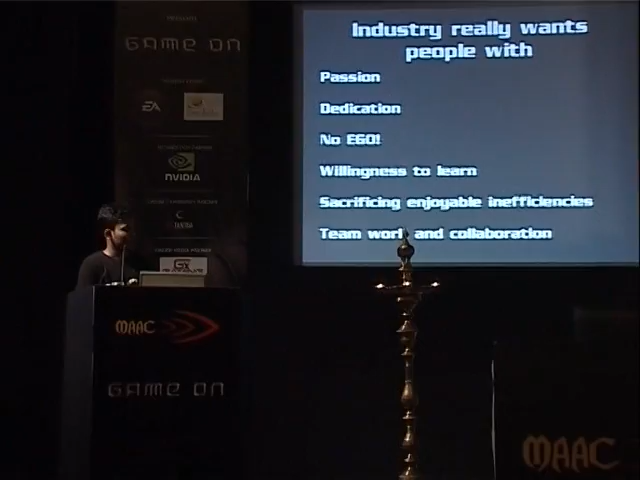 GAME ON
EA
NVIDIA
Industry really wants
people with
Passion
Dedication
No EGO!
Willingness to learn
Sacrificing enjoyable inefficiencies
Team work and collaboration
MAAC
GAME ON
MAAC